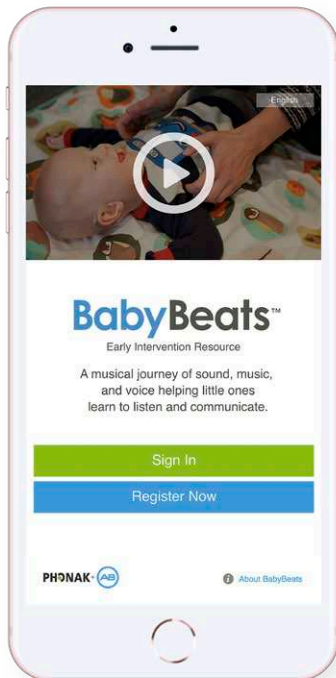 English
BabyBeats™
Early Intervention Resource
A musical journey of sound, music,
and voice helping little ones
learn to listen and communicate.
Sign In
Register Now
PHONAK + AB
About BabyBeats